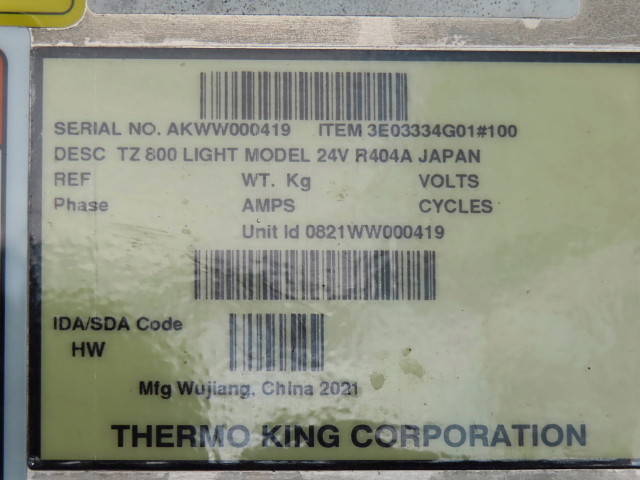 SERIAL NO. AKWW000419 ITEM 3E03334G01#100
DESC TZ 800 LIGHT MODEL 24V R404A JAPAN
REF WT. Kg VOLTS
Phase AMPS CYCLES
Unit Id 0821WW000419
IDA/SDA Code
HW
Mfg Wujiang, China 2021
THERMO KING CORPORATION